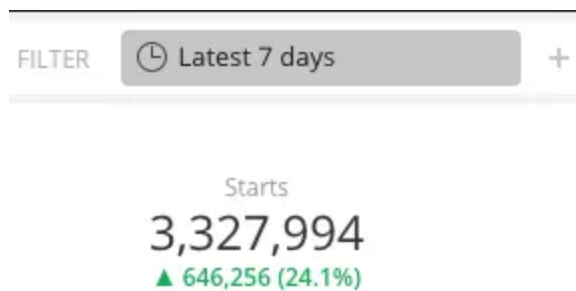 FILTER Latest 7 days +
Starts
3,327,994
▲ 646,256 (24.1%)